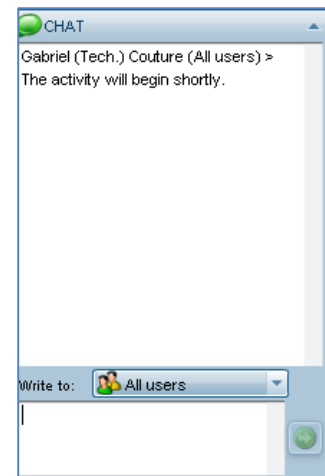 CHAT
Gabriel (Tech.) Couture (All users) >
The activity will begin shortly.
Write to: All users